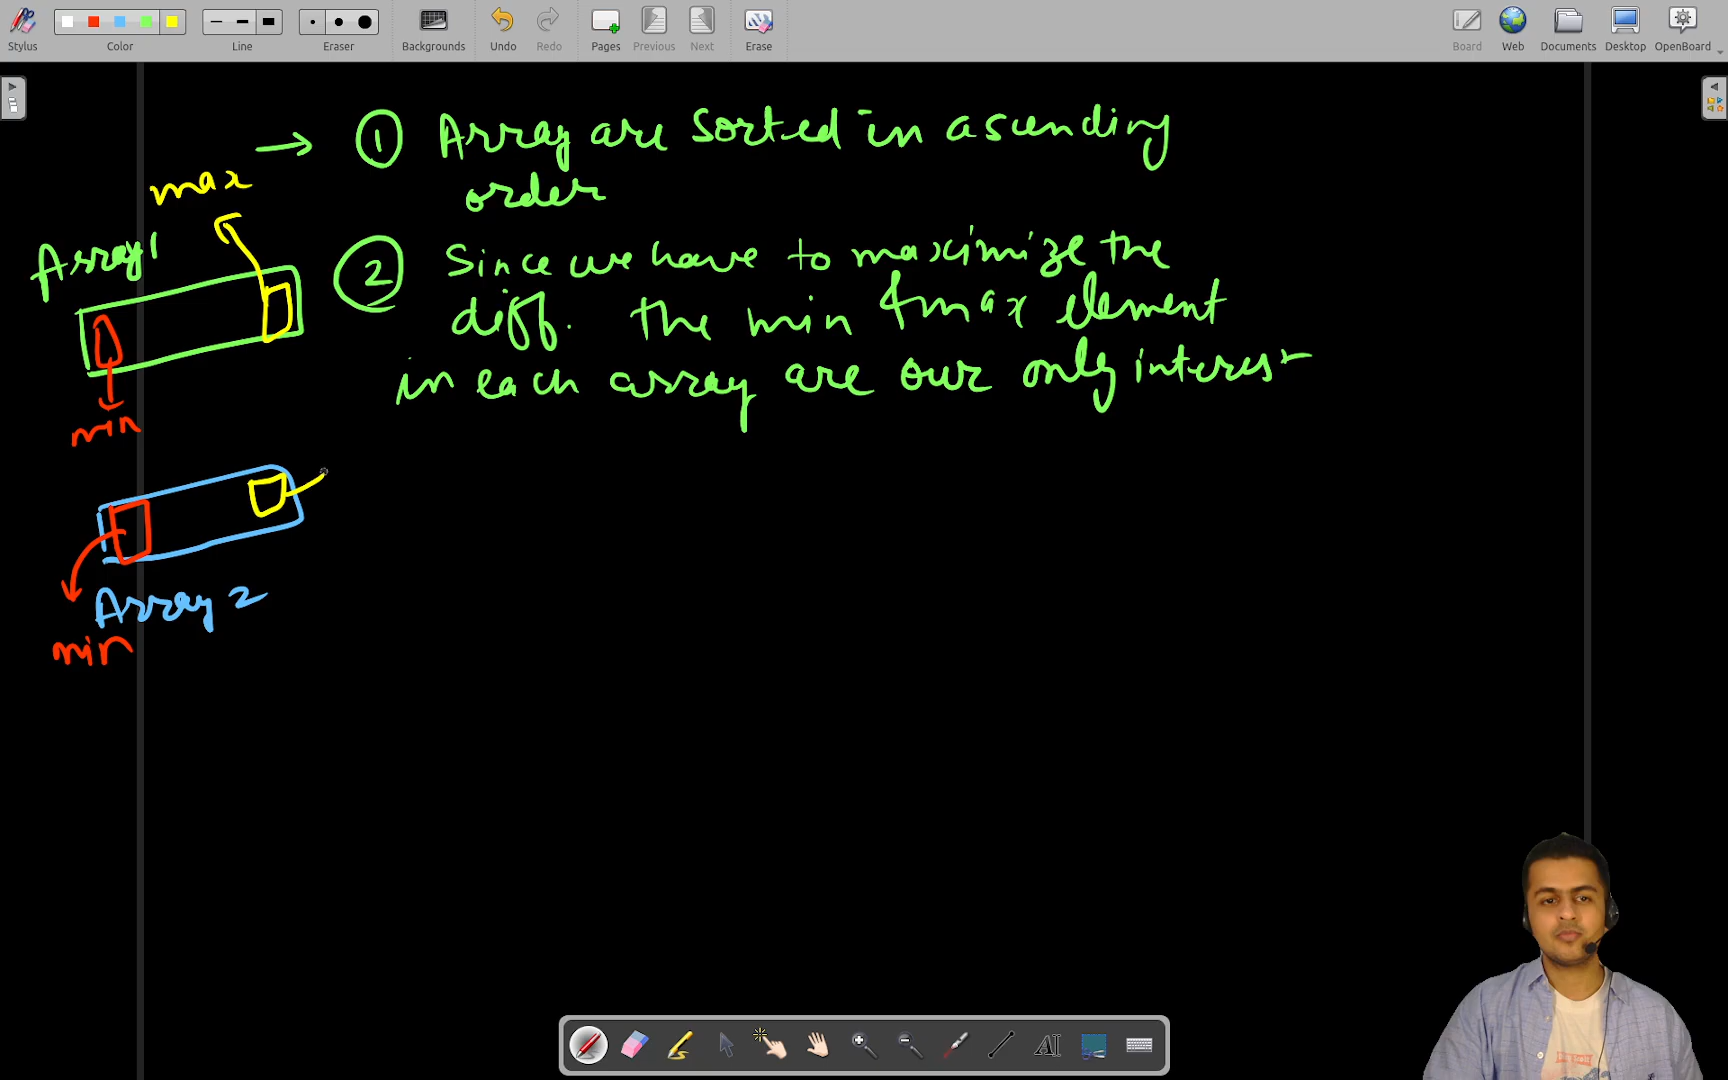 Stylus
Color
Line
Eraser
Backgrounds
Undo
Redo
Pages
Previous
Next
Erase
Board
Web
Documents
Desktop
OpenBoard
→ ① Array are sorted in ascending
order
② Since we have to maximize the
diff. the min & max element
in each array are our only interest
max
Array 1
min
Array 2
min
AI